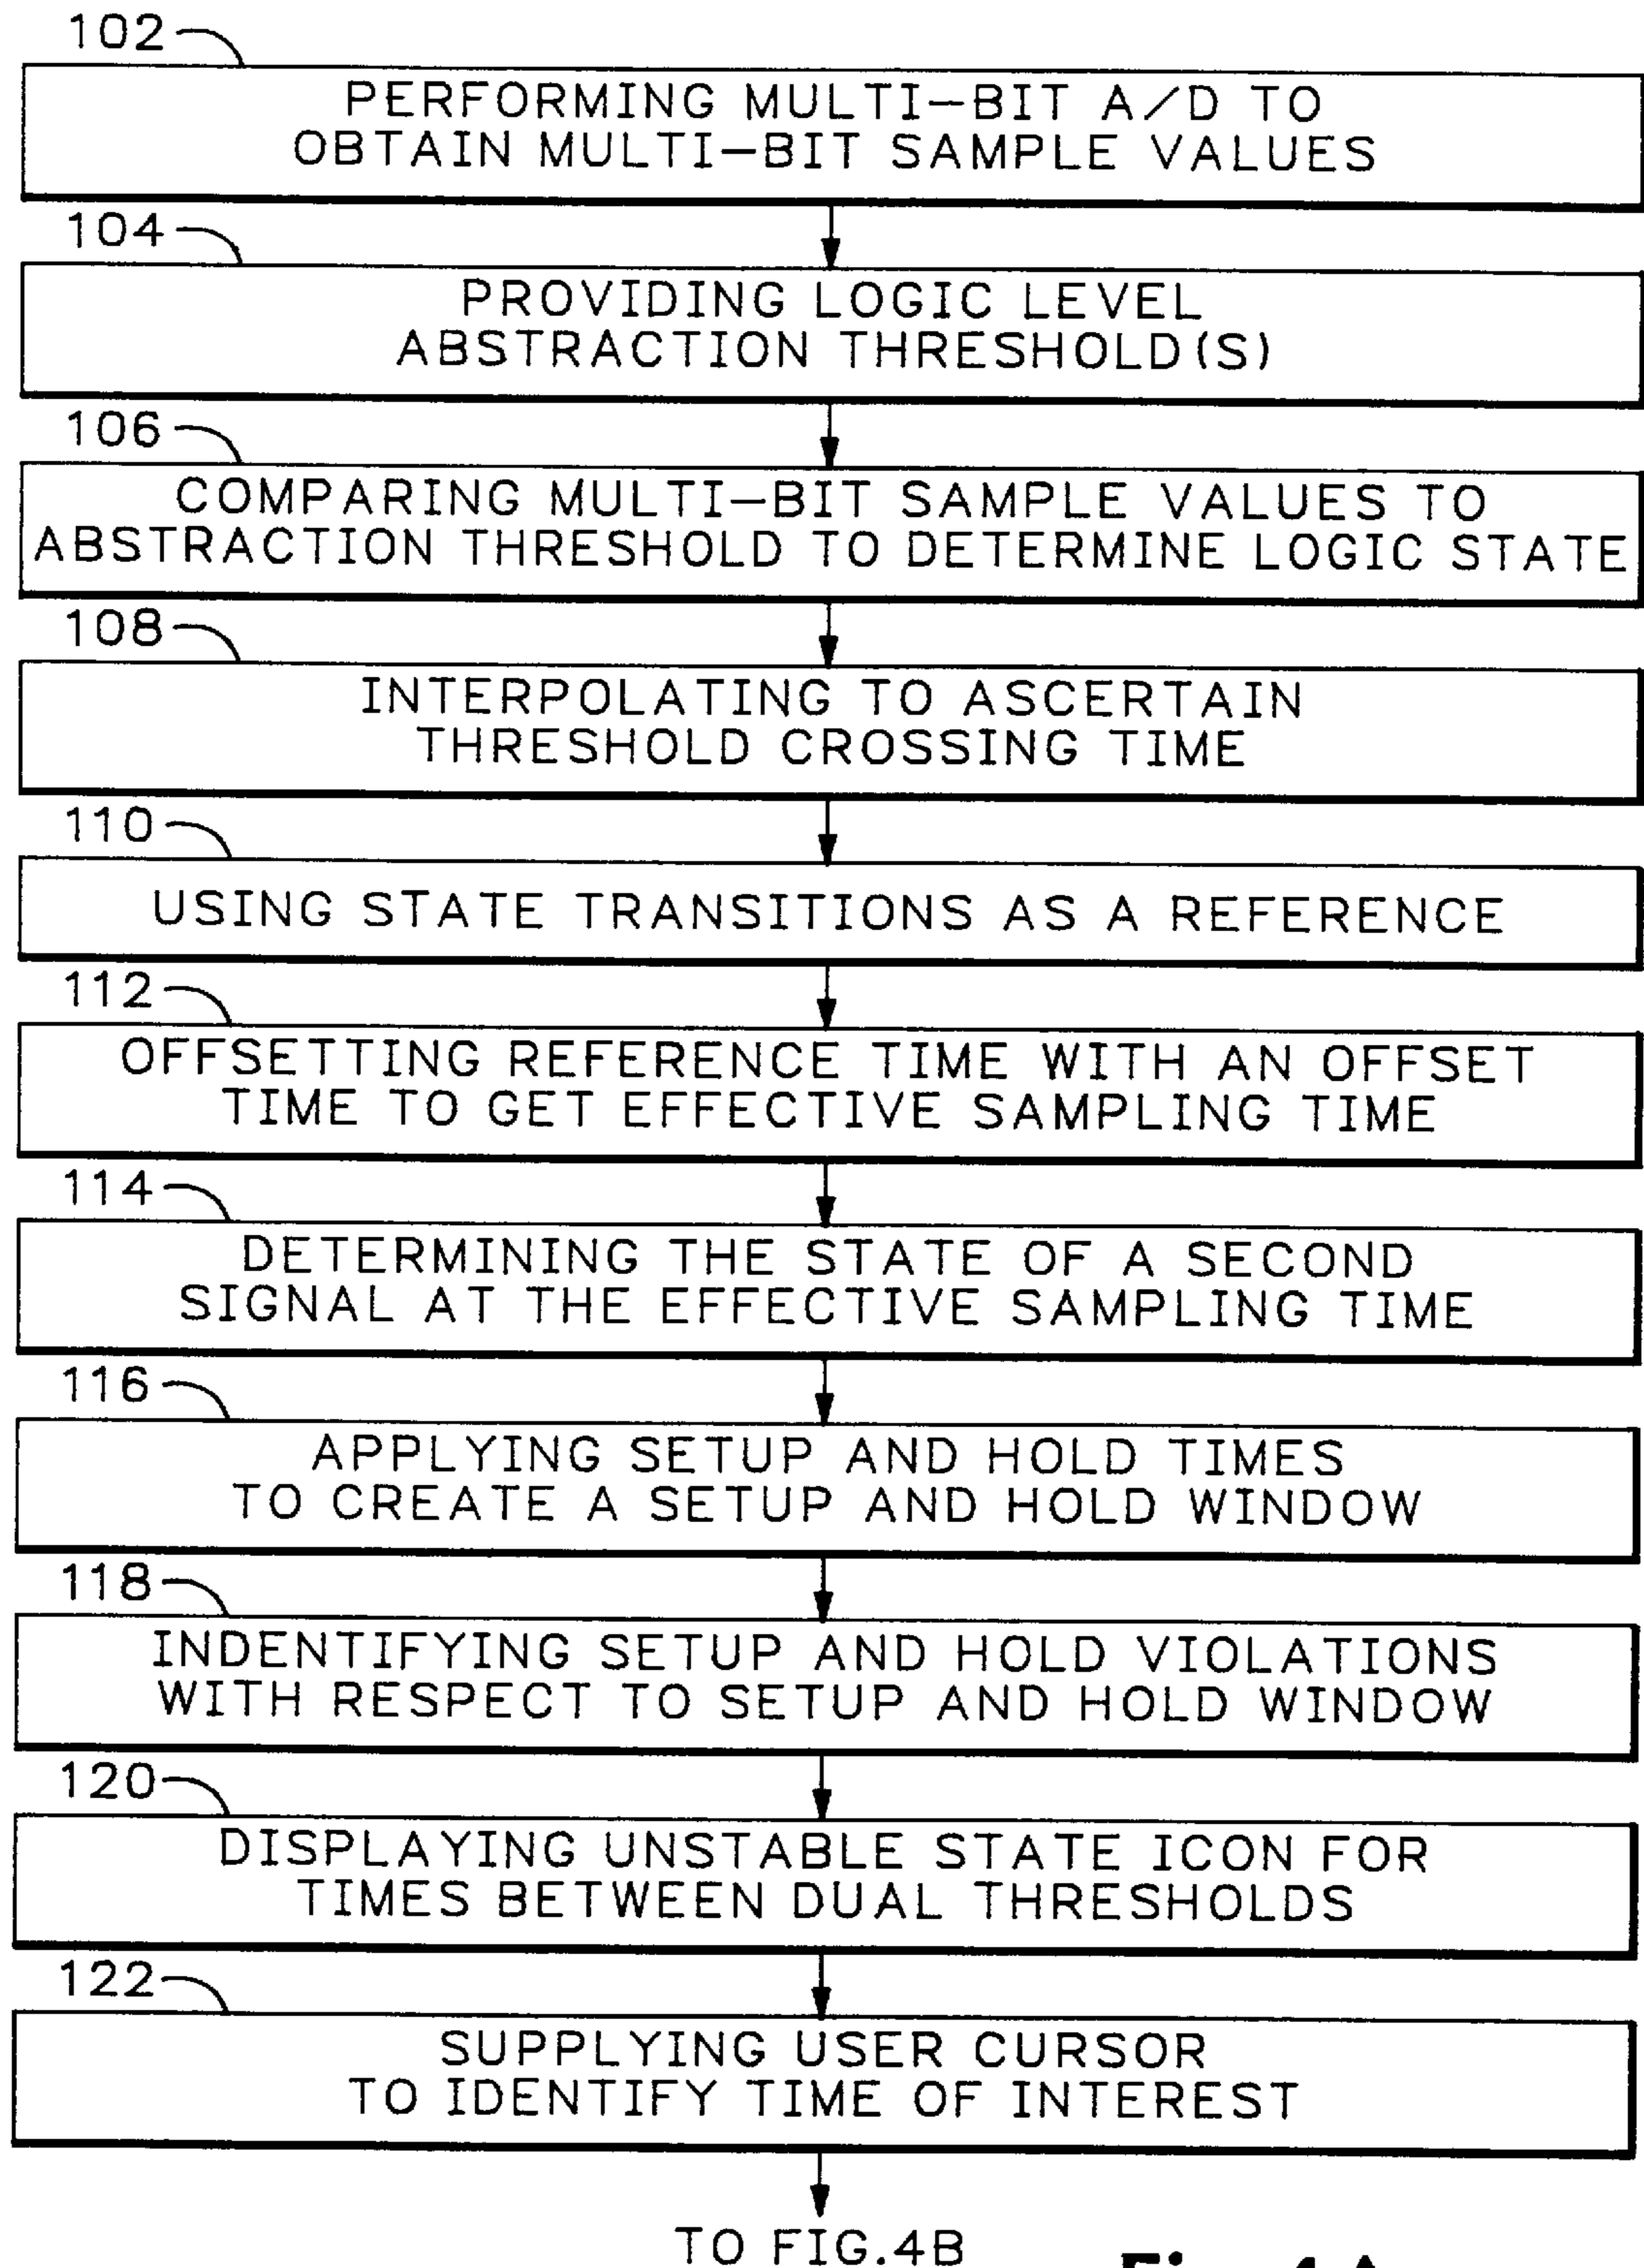 102
PERFORMING MULTI-BIT A/D TO
OBTAIN MULTI-BIT SAMPLE VALUES
104
PROVIDING LOGIC LEVEL
ABSTRACTION THRESHOLD(S)
106
COMPARING MULTI-BIT SAMPLE VALUES TO
ABSTRACTION THRESHOLD TO DETERMINE LOGIC STATE
108
INTERPOLATING TO ASCERTAIN
THRESHOLD CROSSING TIME
110
USING STATE TRANSITIONS AS A REFERENCE
112
OFFSETTING REFERENCE TIME WITH AN OFFSET
TIME TO GET EFFECTIVE SAMPLING TIME
114
DETERMINING THE STATE OF A SECOND
SIGNAL AT THE EFFECTIVE SAMPLING TIME
116
APPLYING SETUP AND HOLD TIMES
TO CREATE A SETUP AND HOLD WINDOW
118
INDENTIFYING SETUP AND HOLD VIOLATIONS
WITH RESPECT TO SETUP AND HOLD WINDOW
120
DISPLAYING UNSTABLE STATE ICON FOR
TIMES BETWEEN DUAL THRESHOLDS
122
SUPPLYING USER CURSOR
TO IDENTIFY TIME OF INTEREST
TO FIG.4B
Fig. 4A